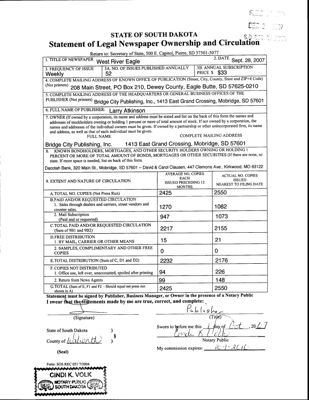 STATE OF SOUTH DAKOTA
Statement of Legal Newspaper Ownership and Circulation
Return to: Secretary of State, 500 E. Capitol, Pierre, SD 57501-5077
1. TITLE OF NEWSPAPER West River Eagle 2. DATE Sept. 28, 2007
3. FREQUENCY OF ISSUE Weekly 3A. NO. OF ISSUES PUBLISHED ANNUALLY 52 3B. ANNUAL SUBSCRIPTION PRICE $ $33
4. COMPLETE MAILING ADDRESS OF KNOWN OFFICE OF PUBLICATION (Street, City, County, State and ZIP+4 Code)
(Not printers) 208 Main Street, PO Box 210, Dewey County, Eagle Butte, SD 57625-0210
5. COMPLETE MAILING ADDRESS OF THE HEADQUARTERS OF GENERAL BUSINESS OFFICES OF THE
PUBLISHER (Not printer) Bridge City Publishing, Inc., 1413 East Grand Crossing, Mobridge, SD 57601
6. FULL NAME OF PUBLISHER: Larry Atkinson
7. OWNER (If owned by a corporation, its name and address must be stated and also immediately thereunder the names and
addresses of stockholders owning or holding 1 percent or more of total amount of stock. If not owned by a corporation, the
names and addresses of the individual owners must be given. If owned by a partnership or other unincorporated firm, its name
and address, as well as that of each individual must be given.
FULL NAME COMPLETE MAILING ADDRESS
Bridge City Publishing, Inc. 1413 East Grand Crossing, Mobridge, SD 57601
8. KNOWN BONDHOLDERS, MORTGAGEES, AND OTHER SECURITY HOLDERS OWNING OR HOLDING 1
PERCENT OR MORE TOTAL AMOUNT OF BONDS, MORTGAGES OR OTHER SECURITIES (If there are none, so
state. If more space is needed, list on back of this form.
Dacotah Bank, 320 Main St., Mobridge, SD 57601 - David & Carol Clausen, 447 Clemons Ave., Kirkwood, MO 63122
9. EXTENT AND NATURE OF CIRCULATION AVERAGE NO. COPIES EACH ISSUED PRECEDING 12 MONTHS ACTUAL NO. COPIES ISSUED NEAREST TO FILING DATE
A. TOTAL NO. COPIES (Net Press Run) 2425 2550
B. PAID AND/OR REQUESTED CIRCULATION
1. Sales through dealers and carriers, street vendors and counter sales. 1270 1082
2. Mail Subscription (Paid and or requested) 947 1073
C. TOTAL PAID AND/OR REQUESTED CIRCULATION (Sum of 9B1 and 9B2) 2217 2155
D. FREE DISTRIBUTION
1. BY MAIL, CARRIER OR OTHER MEANS 15 21
2. SAMPLES, COMPLIMENTARY AND OTHER FREE COPIES 0 0
E. TOTAL DISTRIBUTION (Sum of C, D1 and D2) 2232 2176
F. COPIES NOT DISTRIBUTED
1. Office use, left over, unaccounted, spoiled after printing 94 226
2. Return from News Agents 99 148
G. TOTAL (Sum of E, F1 and F2 - Should equal net press run shown in A) 2425 2550
Statement must be signed by Publisher, Business Manager, or Owner in the presence of a Notary Public
I swear that the statements made by me are true, correct, and complete:
Publisher
(Signature) (Title)
State of South Dakota )
Sworn to before me this 1 day of Oct 2007
§
County of Walworth )
Cindi K Volk
Notary Public
(Seal) My commission expires:
Form: SOS REC 051 7/2004
CINDI K. VOLK
NOTARY PUBLIC
SOUTH DAKOTA